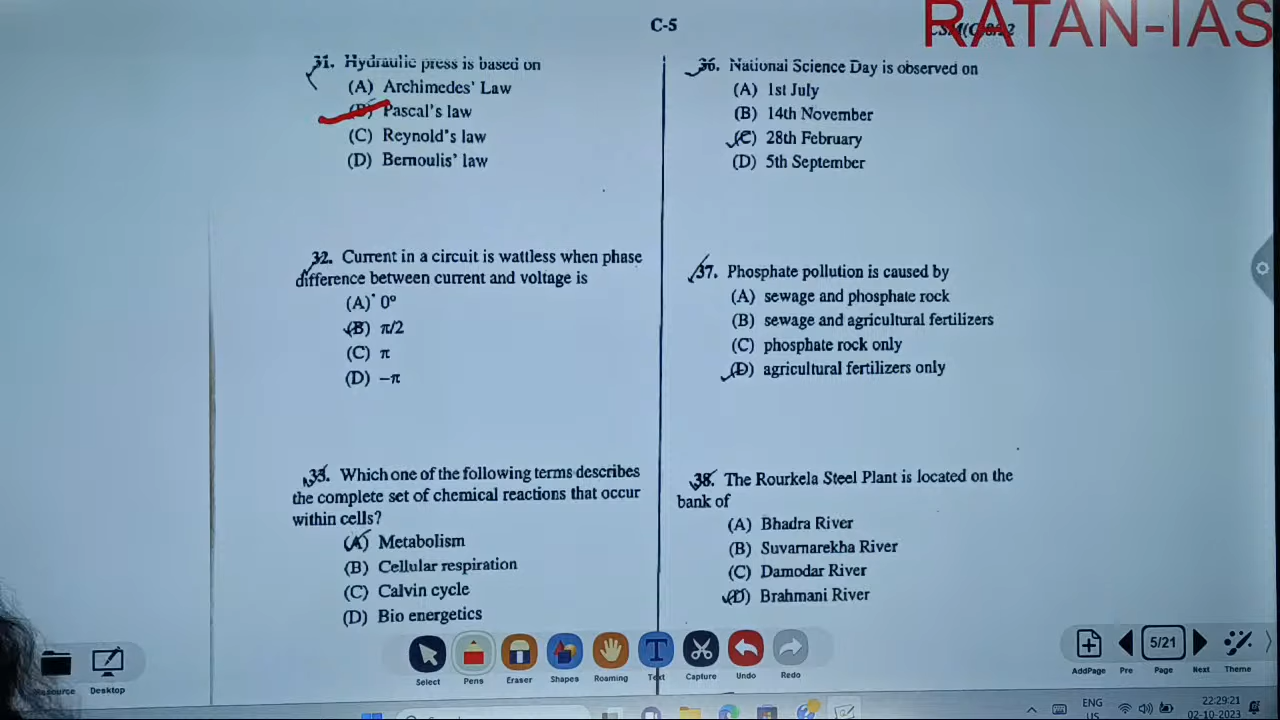 C-5
RATAN-IAS
31. Hydraulic press is based on
(A) Archimedes' Law
(B) Pascal's law
(C) Reynold's law
(D) Bernoulis' law
32. Current in a circuit is wattless when phase
difference between current and voltage is
(A) 0°
(B) π/2
(C) π
(D) –π
33. Which one of the following terms describes
the complete set of chemical reactions that occur
within cells?
(A) Metabolism
(B) Cellular respiration
(C) Calvin cycle
(D) Bio energetics
36. National Science Day is observed on
(A) 1st July
(B) 14th November
(C) 28th February
(D) 5th September
37. Phosphate pollution is caused by
(A) sewage and phosphate rock
(B) sewage and agricultural fertilizers
(C) phosphate rock only
(D) agricultural fertilizers only
38. The Rourkela Steel Plant is located on the
bank of
(A) Bhadra River
(B) Suvarnarekha River
(C) Damodar River
(D) Brahmani River
Resource Desktop
Select Pens Eraser Shapes Roaming Text Capture Undo Redo
5/21
AddPage Pre Page Next Theme
ENG 22:29:21
US 02-10-2023